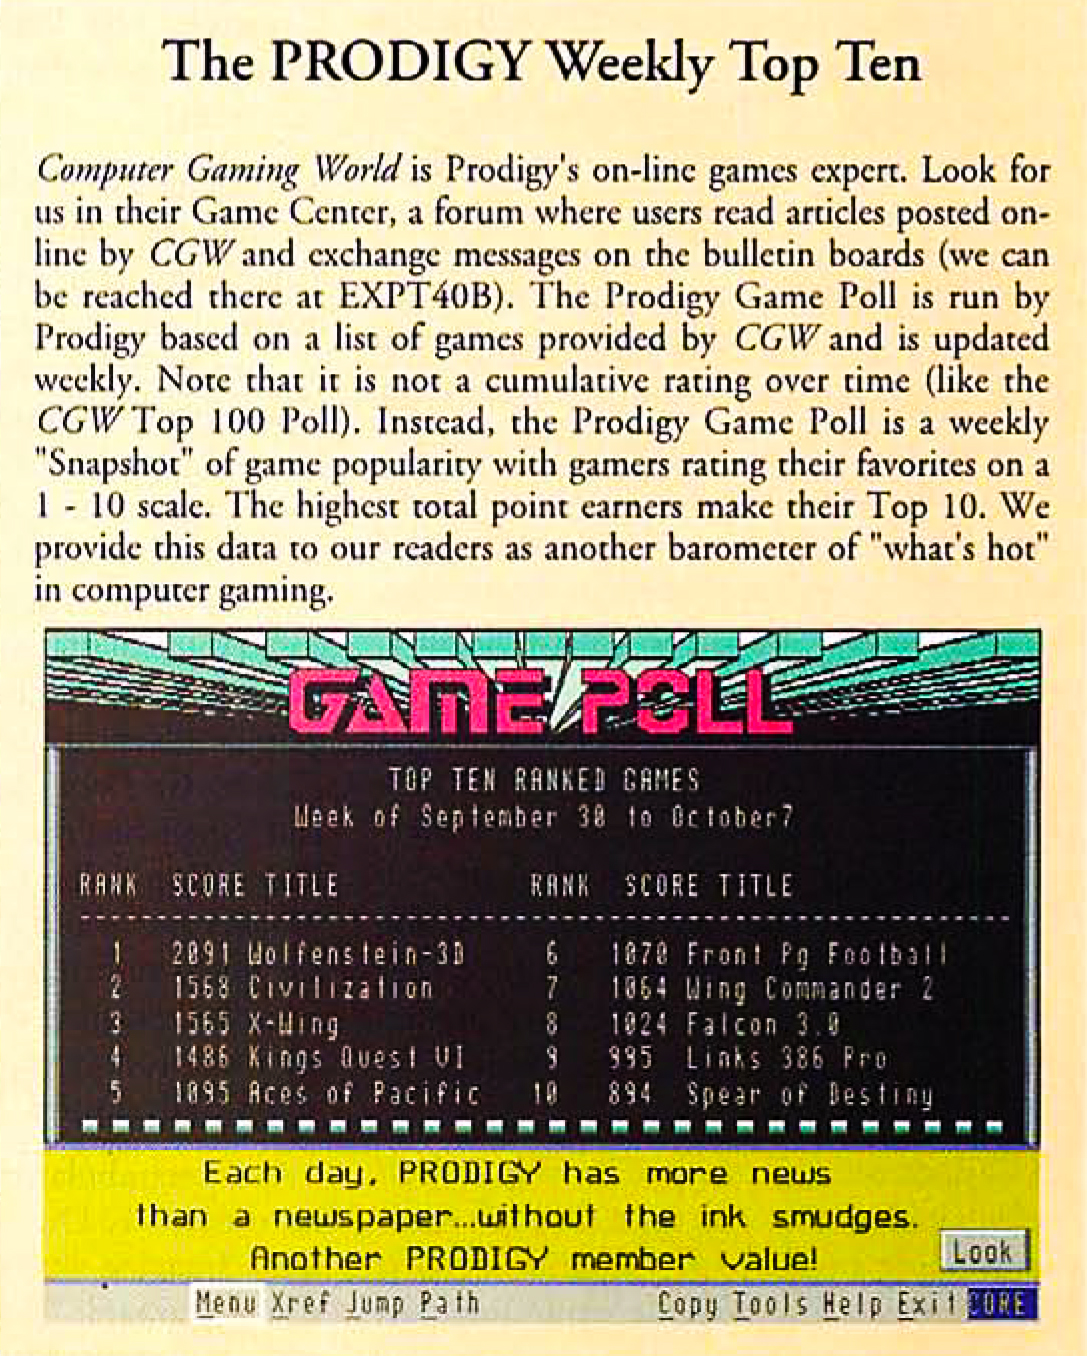 The PRODIGY Weekly Top Ten
Computer Gaming World is Prodigy's on-line games expert. Look for
us in their Game Center, a forum where users read articles posted on-
line by CGW and exchange messages on the bulletin boards (we can
be reached there at EXPT40B). The Prodigy Game Poll is run by
Prodigy based on a list of games provided by CGW and is updated
weekly. Note that it is not a cumulative rating over time (like the
CGW Top 100 Poll). Instead, the Prodigy Game Poll is a weekly
"Snapshot" of game popularity with gamers rating their favorites on a
1 - 10 scale. The highest total point earners make their Top 10. We
provide this data to our readers as another barometer of "what's hot"
in computer gaming.
GAME POLL
TOP TEN RANKED GAMES
Week of September 30 to October7
RANK SCORE TITLE RANK SCORE TITLE
1 2091 Wolfenstein-3D 6 1070 Front Pg Football
2 1568 Civilization 7 1064 Wing Commander 2
3 1565 X-Wing 8 1024 Falcon 3.0
4 1486 Kings Quest VI 9 995 Links 386 Pro
5 1095 Aces of Pacific 10 894 Spear of Destiny
Each day, PRODIGY has more news
than a newspaper...without the ink smudges.
Another PRODIGY member value!
Look
Menu Xref Jump Path Copy Tools Help Exit